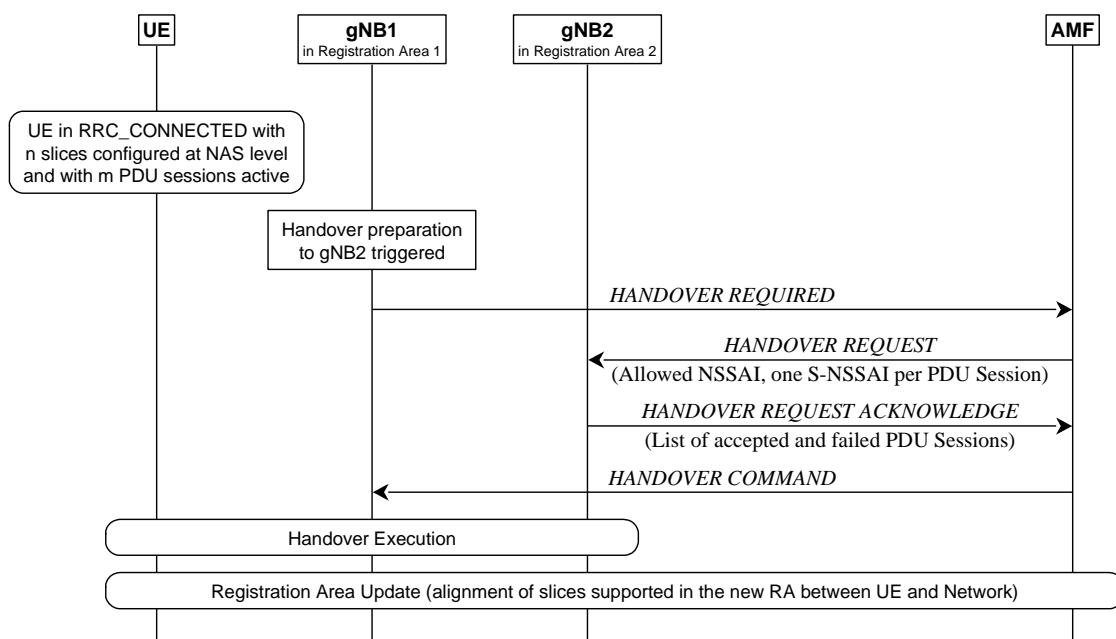 UE
gNB1
in Registration Area 1
gNB2
in Registration Area 2
AMF
UE in RRC_CONNECTED with
n slices configured at NAS level
and with m PDU sessions active
Handover preparation
to gNB2 triggered
HANDOVER REQUIRED
HANDOVER REQUEST
(Allowed NSSAI, one S-NSSAI per PDU Session)
HANDOVER REQUEST ACKNOWLEDGE
(List of accepted and failed PDU Sessions)
HANDOVER COMMAND
Handover Execution
Registration Area Update (alignment of slices supported in the new RA between UE and Network)